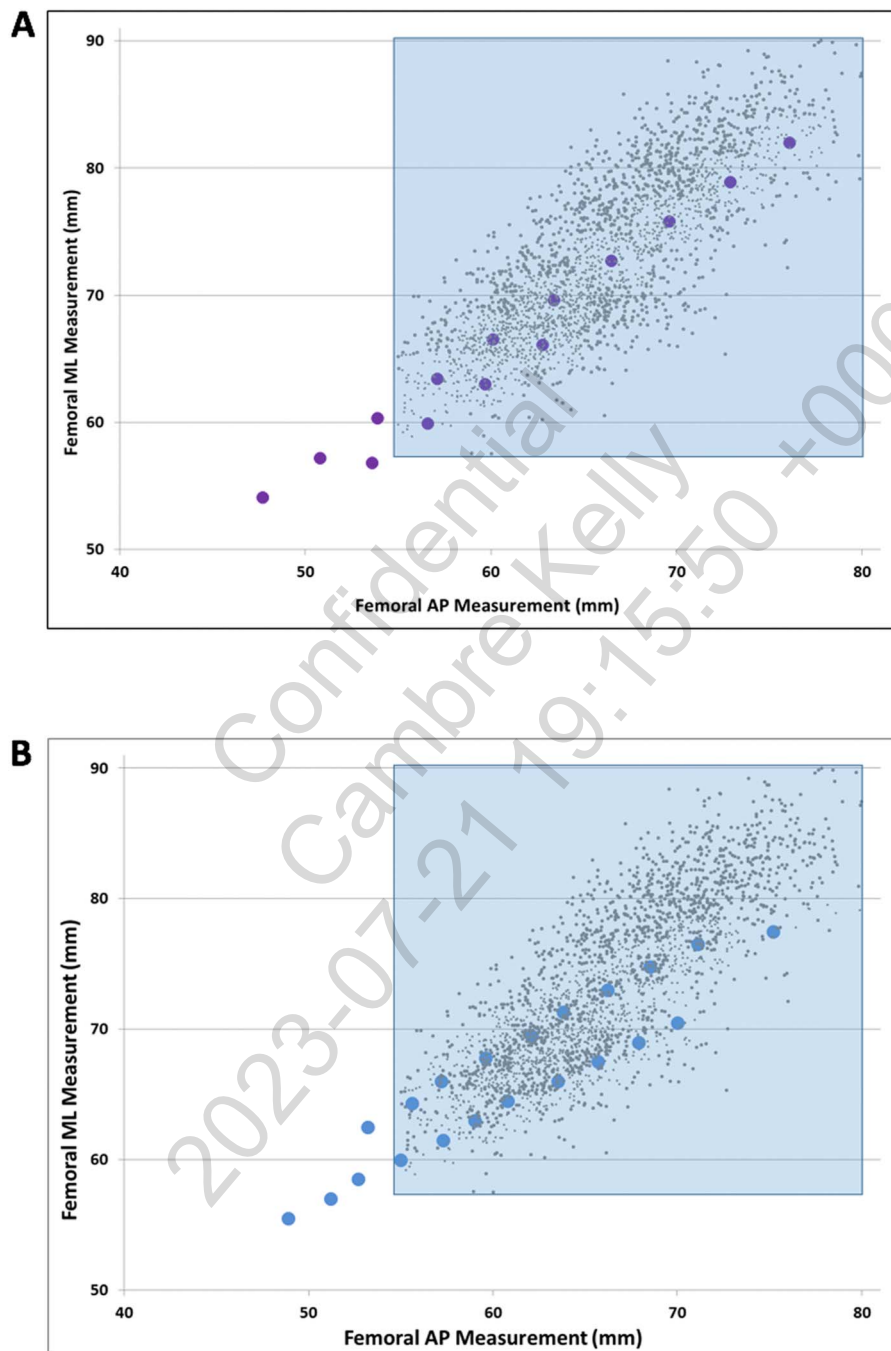 A
90
80
70
60
50
40 50 60 70 80
Femoral ML Measurement (mm)
Femoral AP Measurement (mm)
Confidential
Cambre Kelly
2023-07-21 19:15:50 +000
B
90
80
70
60
50
40 50 60 70 80
Femoral ML Measurement (mm)
Femoral AP Measurement (mm)